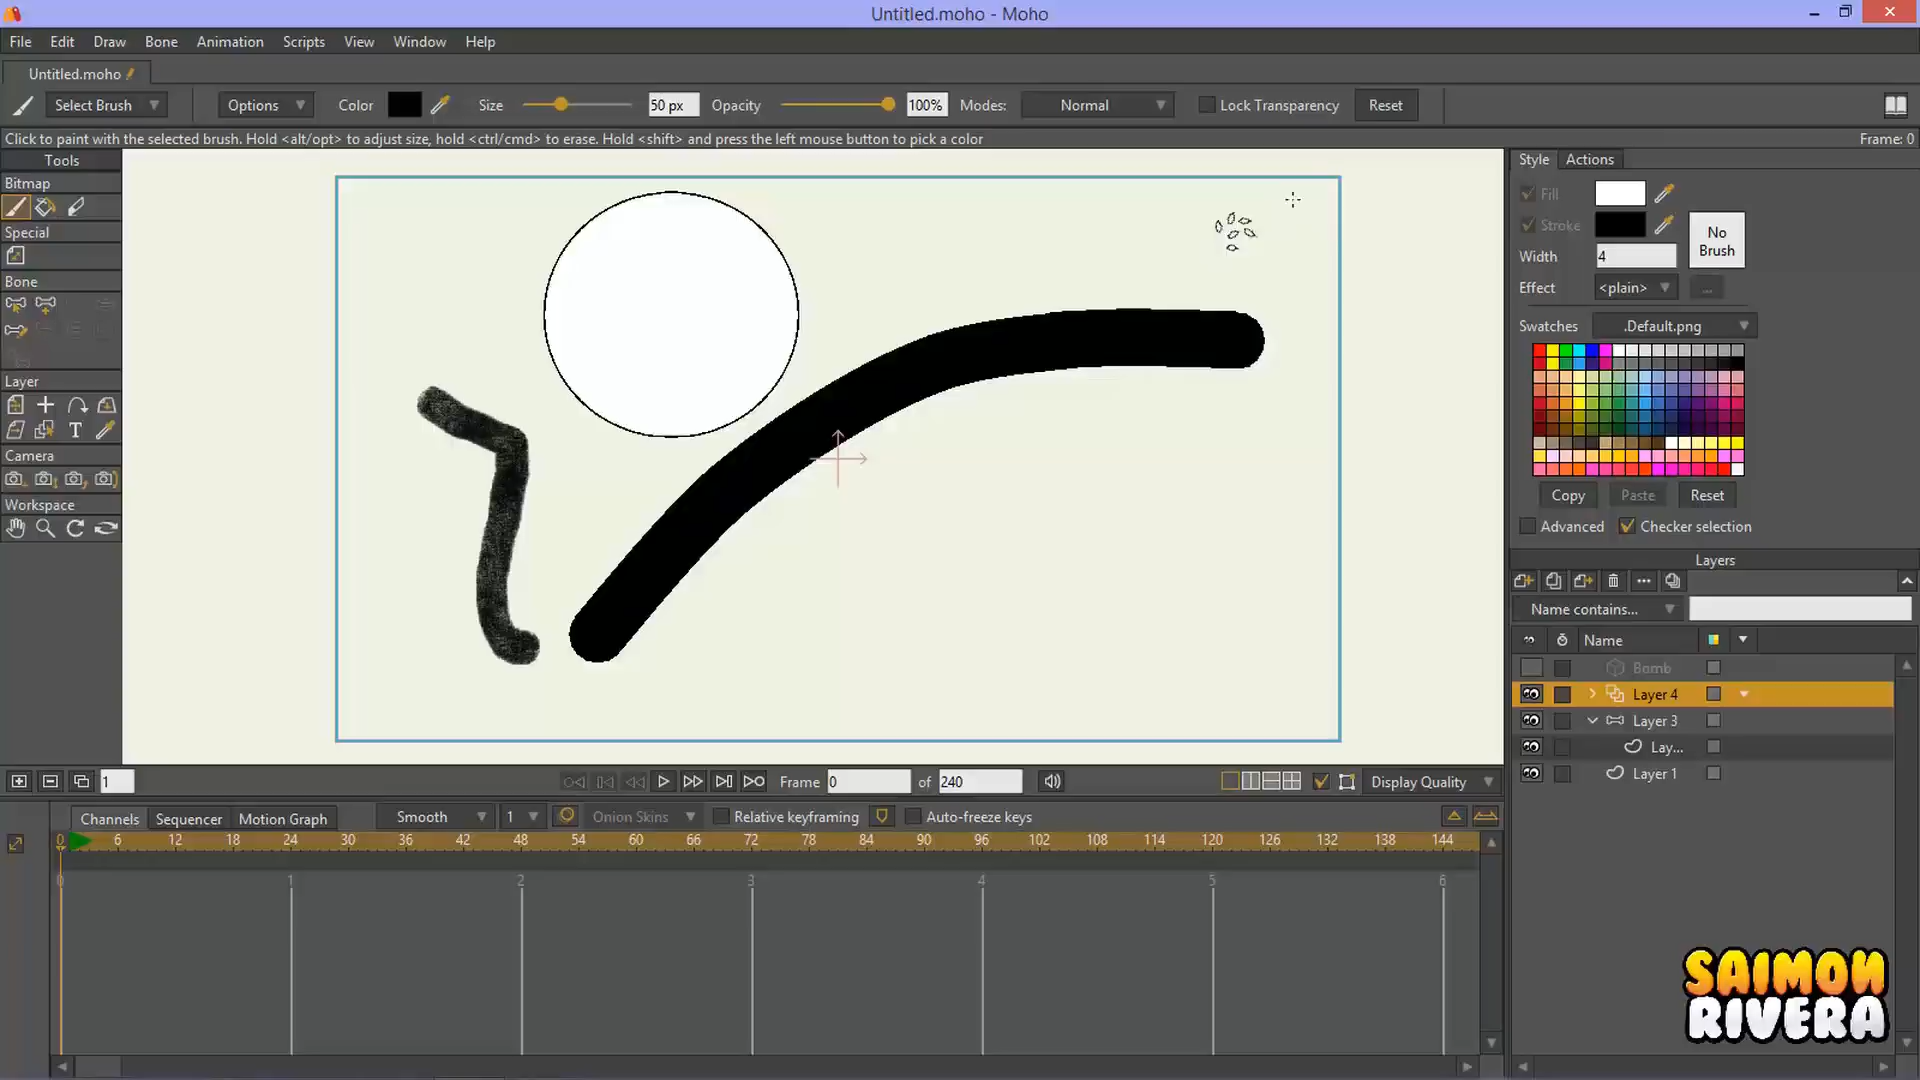 Untitled.moho - Moho
File Edit Draw Bone Animation Scripts View Window Help
Untitled.moho
Select Brush Options Color Size 50 px Opacity 100% Modes: Normal Lock Transparency Reset
Click to paint with the selected brush. Hold <alt/opt> to adjust size, hold <ctrl/cmd> to erase. Hold <shift> and press the left mouse button to pick a color Frame: 0
Tools
Bitmap
Special
Bone
Layer
T
Camera
Workspace
Style Actions
Fill
Stroke
No
Brush
Width 4
Effect <plain> ...
Swatches .Default.png
Copy Paste Reset
Advanced Checker selection
Layers
Name contains...
Name
Bomb
Layer 4
Layer 3
Lay...
Layer 1
1 Frame 0 of 240 Display Quality
Channels Sequencer Motion Graph Smooth 1 Onion Skins Relative keyframing Auto-freeze keys
0 6 12 18 24 30 36 42 48 54 60 66 72 78 84 90 96 102 108 114 120 126 132 138 144
0 1 2 3 4 5 6
SAIMON
RIVERA